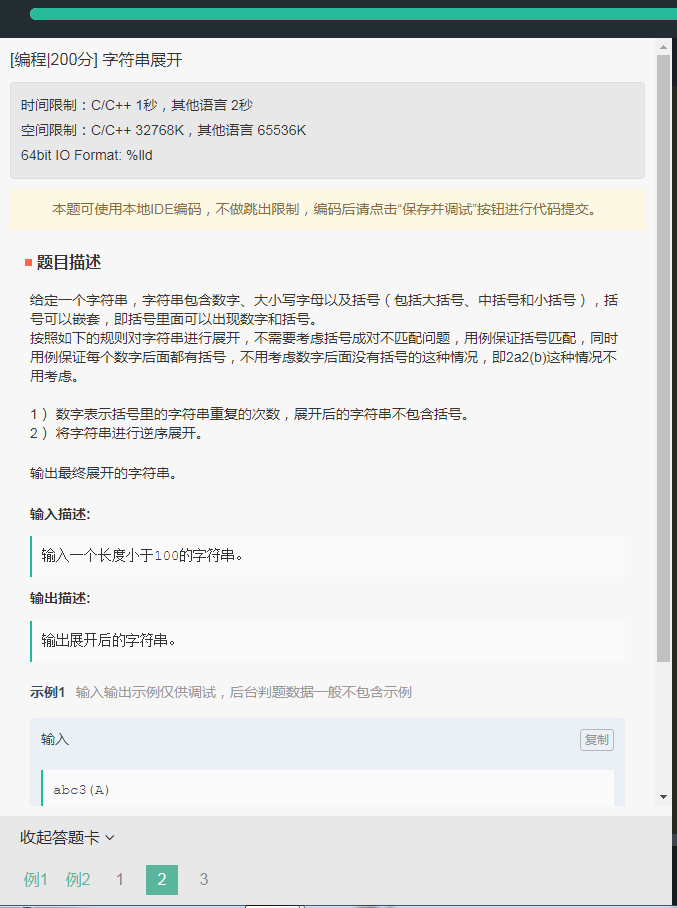 [编程|200分] 字符串展开
时间限制：C/C++ 1秒，其他语言 2秒
空间限制：C/C++ 32768K，其他语言 65536K
64bit IO Format: %lld
本题可使用本地IDE编码，不做跳出限制，编码后请点击“保存并调试”按钮进行代码提交。
题目描述
给定一个字符串，字符串包含数字、大小写字母以及括号（包括大括号、中括号和小括号），括
号可以嵌套，即括号里面可以出现数字和括号。
按照如下的规则对字符串进行展开，不需要考虑括号成对不匹配问题，用例保证括号匹配，同时
用例保证每个数字后面都有括号，不用考虑数字后面没有括号的这种情况，即2a2(b)这种情况不
用考虑。
1 ） 数字表示括号里的字符串重复的次数，展开后的字符串不包含括号。
2 ） 将字符串进行逆序展开。
输出最终展开的字符串。
输入描述:
输入一个长度小于100的字符串。
输出描述:
输出展开后的字符串。
示例1 输入输出示例仅供调试，后台判题数据一般不包含示例
输入 复制
abc3(A)
收起答题卡
例1 例2 1 2 3